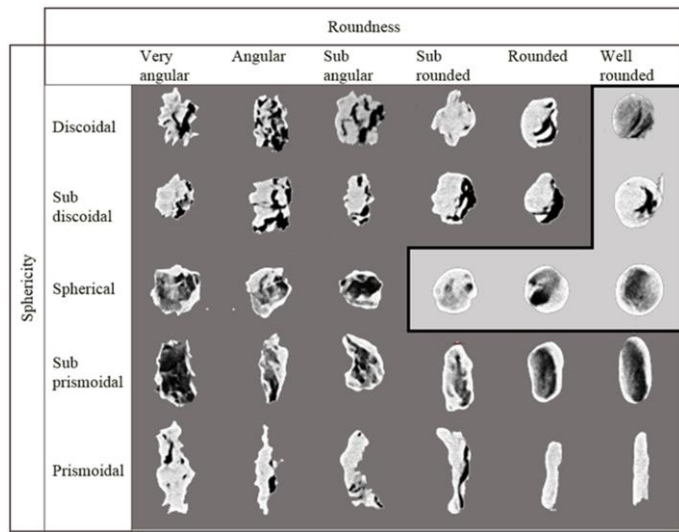 Roundness
Very angular
Angular
Sub angular
Sub rounded
Rounded
Well rounded
Sphericity
Discoidal
Sub discoidal
Spherical
Sub prismoidal
Prismoidal